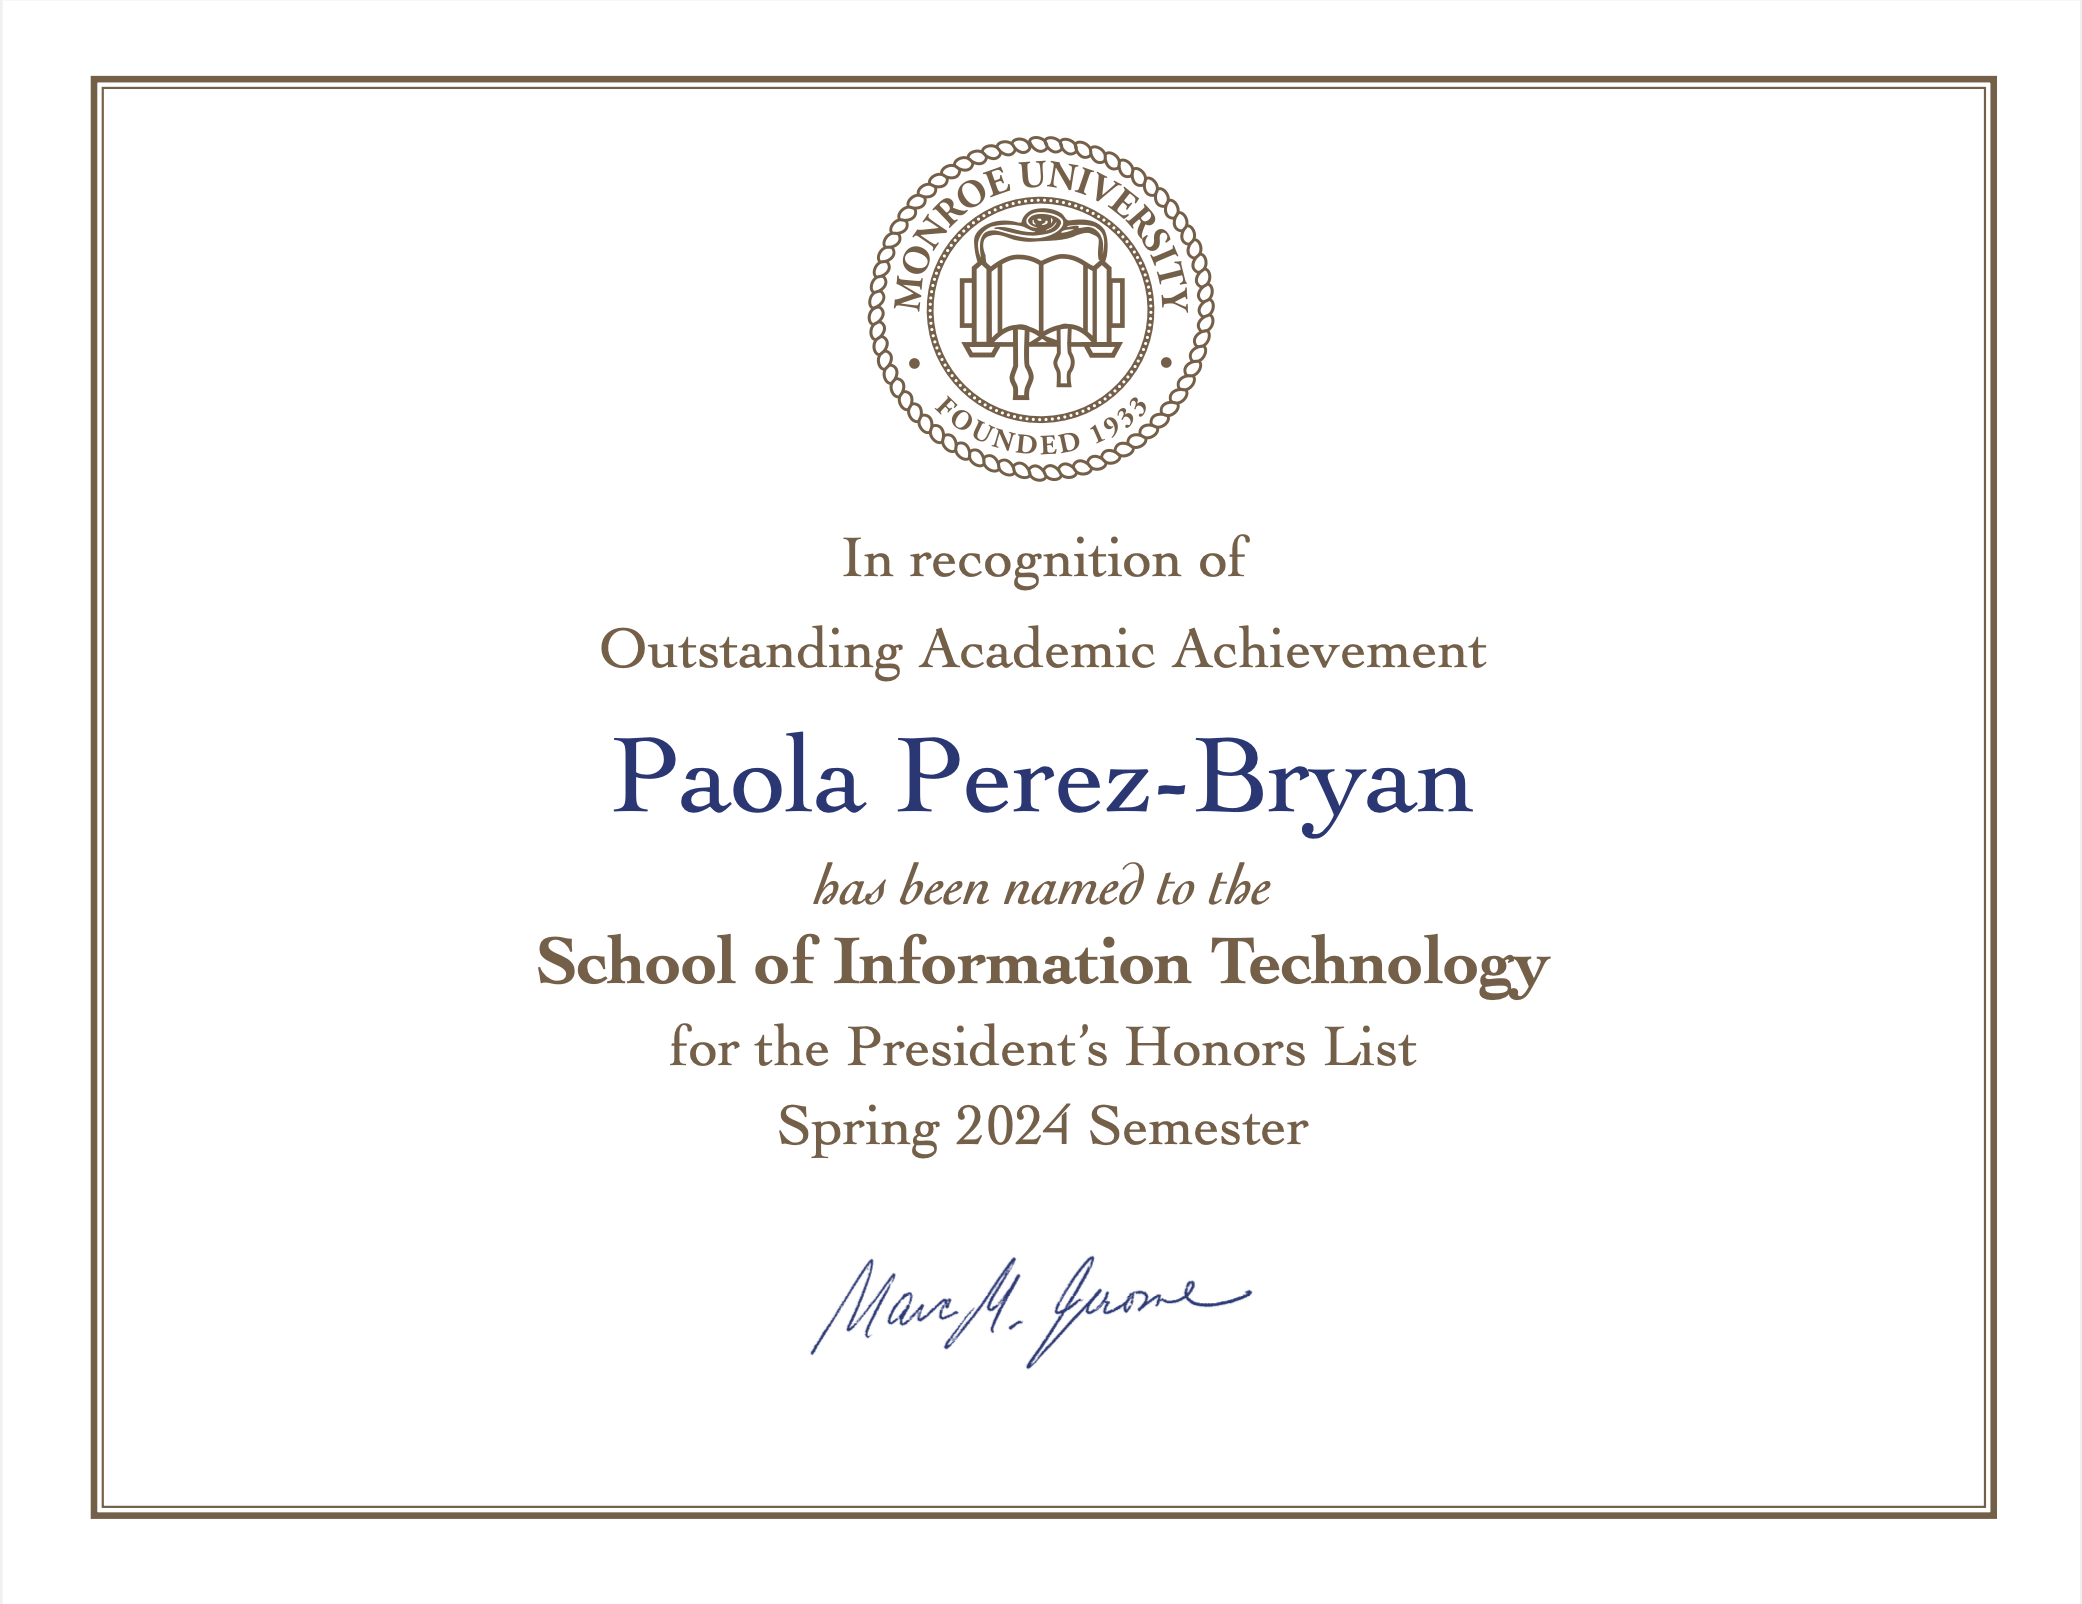 MONROE UNIVERSITY
FOUNDED 1933
In recognition of
Outstanding Academic Achievement
Paola Perez-Bryan
has been named to the
School of Information Technology
for the President’s Honors List
Spring 2024 Semester
Marc M. Jerome